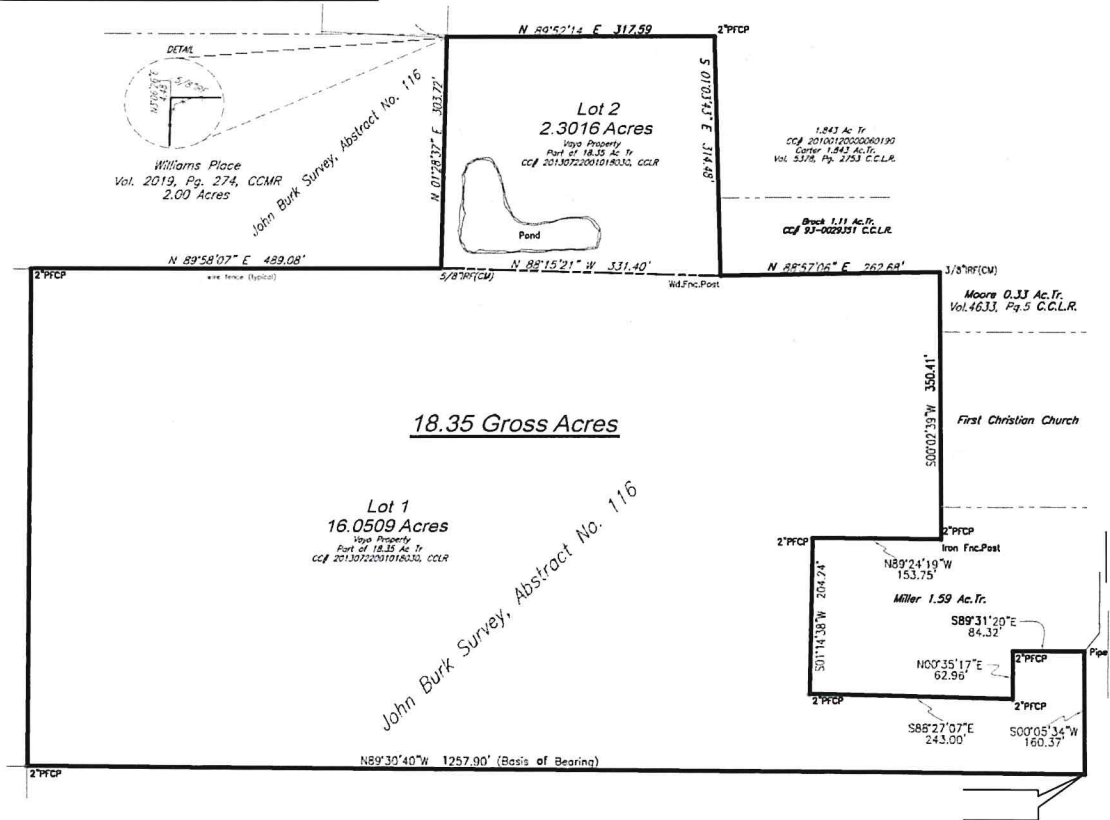 N 89°52'14" E 317.59
2"PFCP
DETAIL
5/8"IRF
4.48
S 01°03'43" E 314.48'
N 01°28'37" E 303.72'
Lot 2
2.3016 Acres
Vayo Property
Part of 18.35 Ac Tr
CC# 20130722001018030, CCLR
1.843 Ac Tr
CC# 20100120000060190
Carter 1.843 Ac.Tr.
Vol. 5378, Pg. 2753 C.C.L.R.
Williams Place
Vol. 2019, Pg. 274, CCMR
2.00 Acres
John Burk Survey, Abstract No. 116
Pond
Brock 1.11 Ac.Tr.
CC# 93-0029351 C.C.L.R.
N 89°58'07" E 489.08'
N 88°15'21" W 331.40'
N 88°57'06" E 262.68'
2"PFCP
wire fence (typical)
5/8"IRF(CM)
Wd.Fnc.Post
3/8"IRF(CM)
Moore 0.33 Ac.Tr.
Vol.4633, Pg.5 C.C.L.R.
S00°02'39"W 350.41'
First Christian Church
18.35 Gross Acres
Lot 1
16.0509 Acres
Vayo Property
Part of 18.35 Ac Tr
CC# 20130722001018030, CCLR
John Burk Survey, Abstract No. 116
2"PFCP
2"PFCP
Iron Fnc.Post
N89°24'19"W
153.75'
S01°14'38"W 204.24'
Miller 1.59 Ac.Tr.
S89°31'20"E
84.32'
Pipe
2"PFCP
N00°35'17"E
62.96'
2"PFCP
2"PFCP
S86°27'07"E
243.00'
S00°05'34"W
160.37'
N89°30'40"W 1257.90' (Basis of Bearing)
2"PFCP